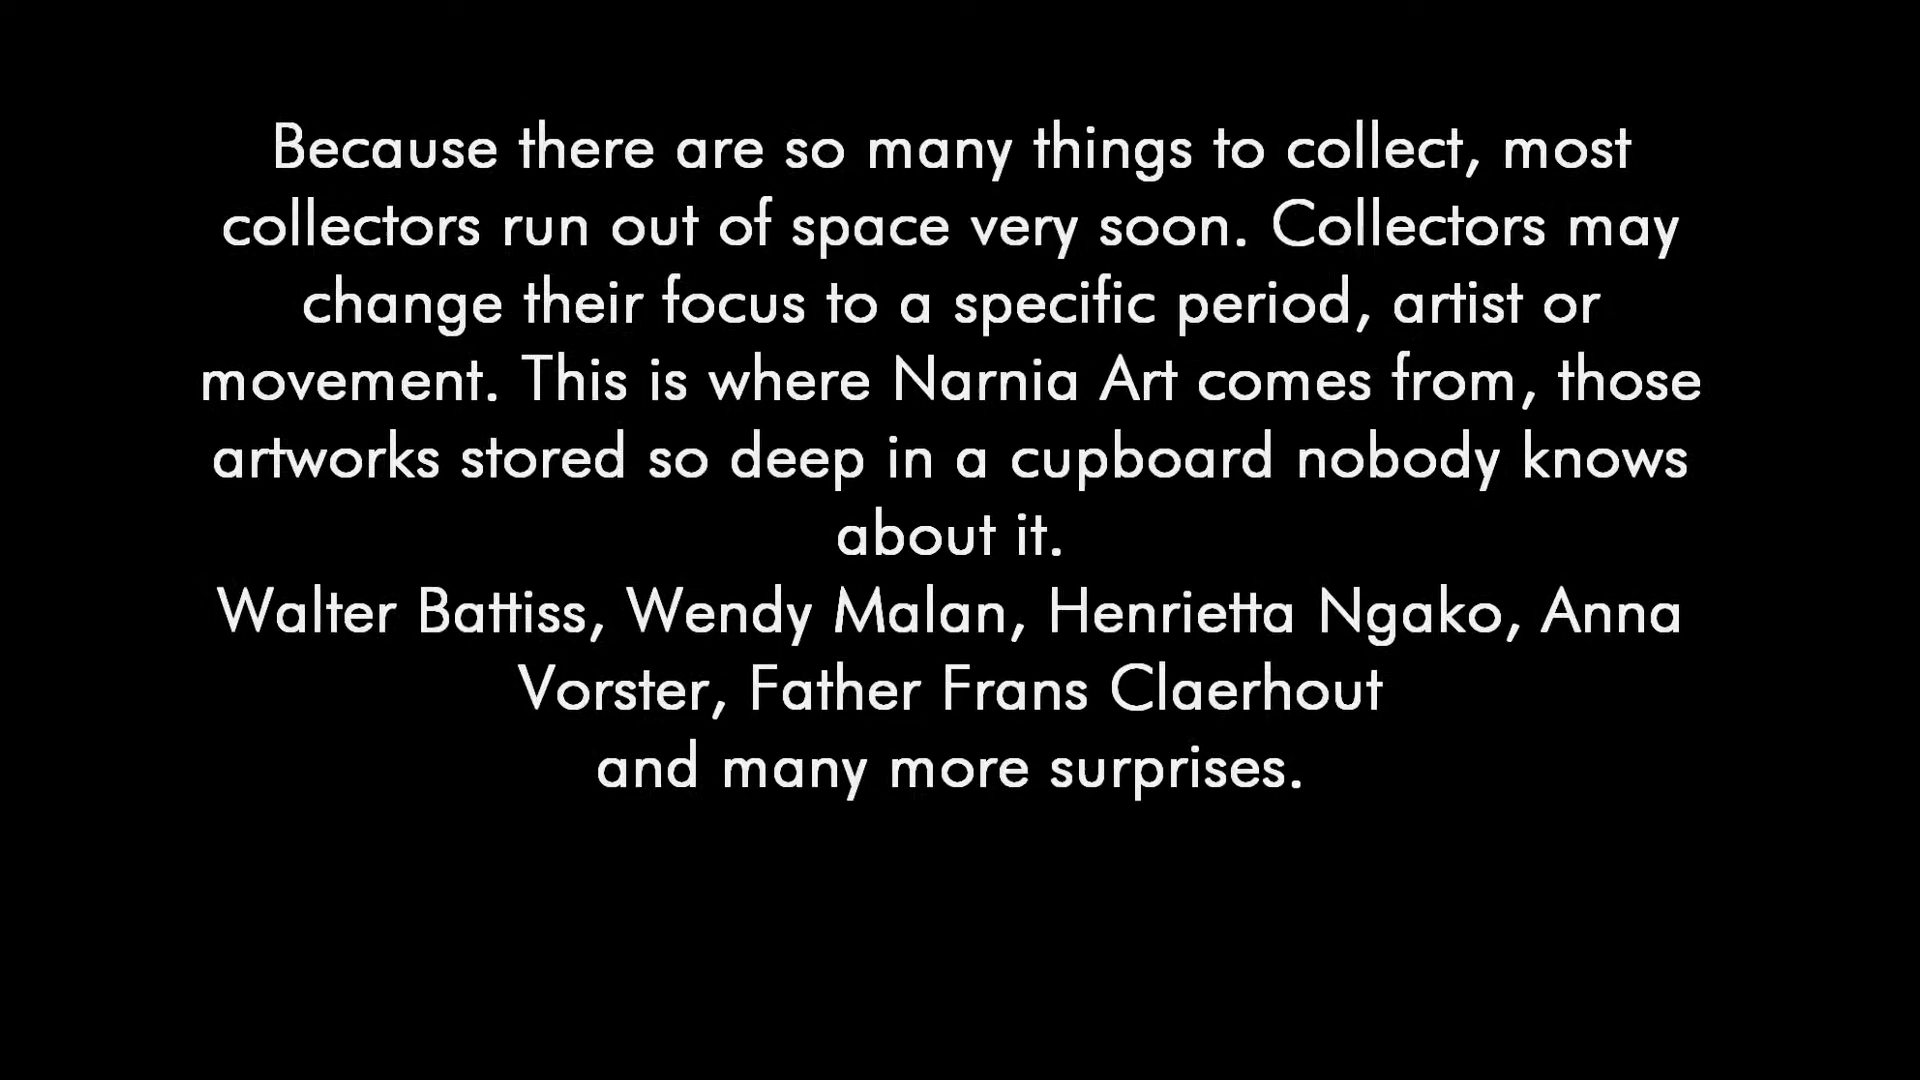 Because there are so many things to collect, most
collectors run out of space very soon. Collectors may
change their focus to a specific period, artist or
movement. This is where Narnia Art comes from, those
artworks stored so deep in a cupboard nobody knows
about it.
Walter Battiss, Wendy Malan, Henrietta Ngako, Anna
Vorster, Father Frans Claerhout
and many more surprises.